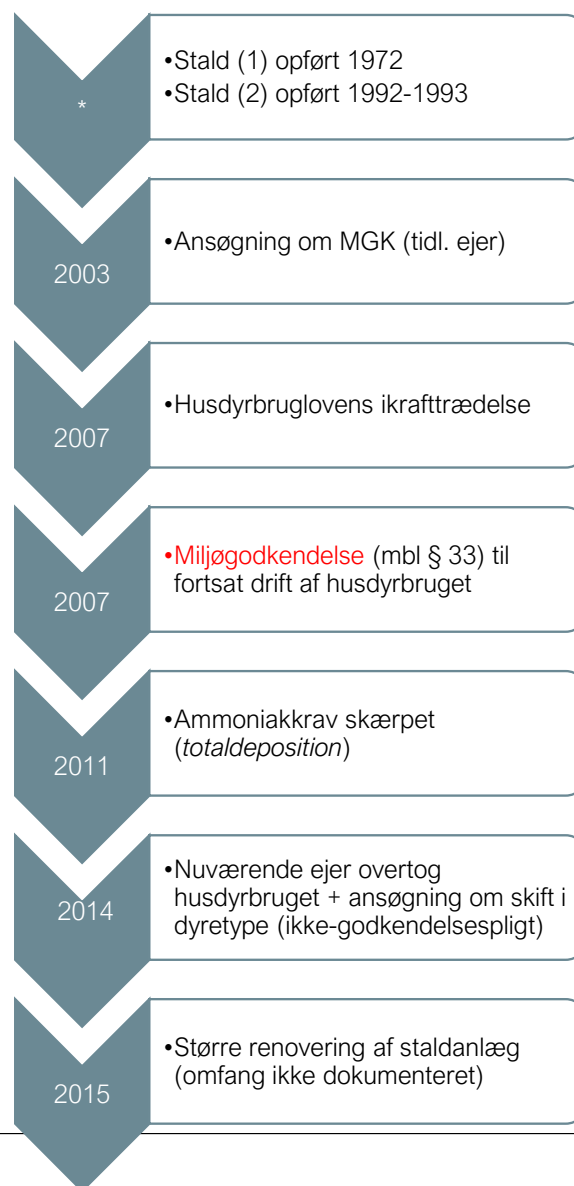 *
•Stald (1) opført 1972
•Stald (2) opført 1992-1993
2003
•Ansøgning om MGK (tidl. ejer)
2007
•Husdyrbruglovens ikrafttrædelse
2007
•Miljøgodkendelse (mbl § 33) til
fortsat drift af husdyrbruget
2011
•Ammoniakkrav skærpet
(totaldeposition)
2014
•Nuværende ejer overtog
husdyrbruget + ansøgning om skift i
dyretype (ikke-godkendelsespligt)
2015
•Større renovering af staldanlæg
(omfang ikke dokumenteret)